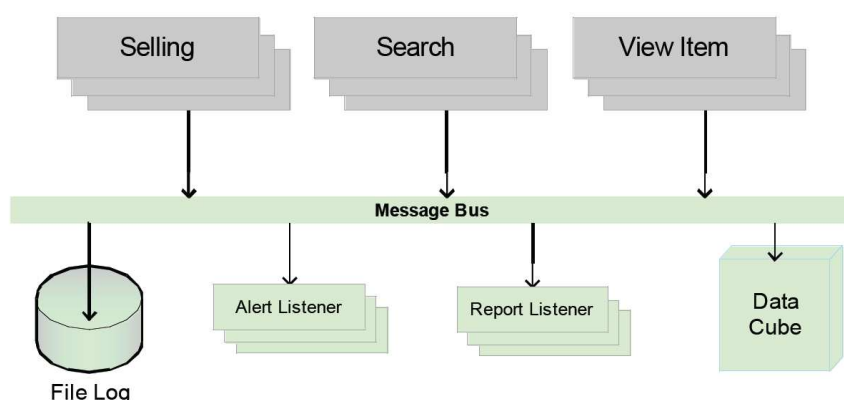 Selling
Search
View Item
Message Bus
Alert Listener
Report Listener
Data
Cube
File Log